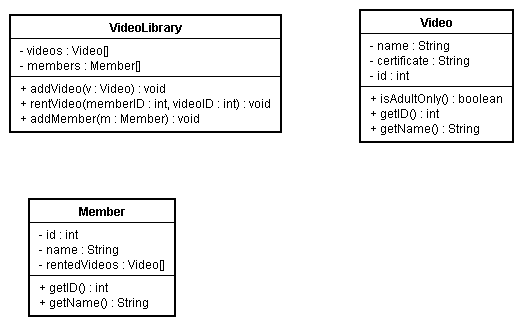 VideoLibrary
- videos : Video[]
- members : Member[]
+ addVideo(v : Video) : void
+ rentVideo(memberID : int, videoID : int) : void
+ addMember(m : Member) : void
Video
- name : String
- certificate : String
- id : int
+ isAdultOnly() : boolean
+ getID() : int
+ getName() : String
Member
- id : int
- name : String
- rentedVideos : Video[]
+ getID() : int
+ getName() : String